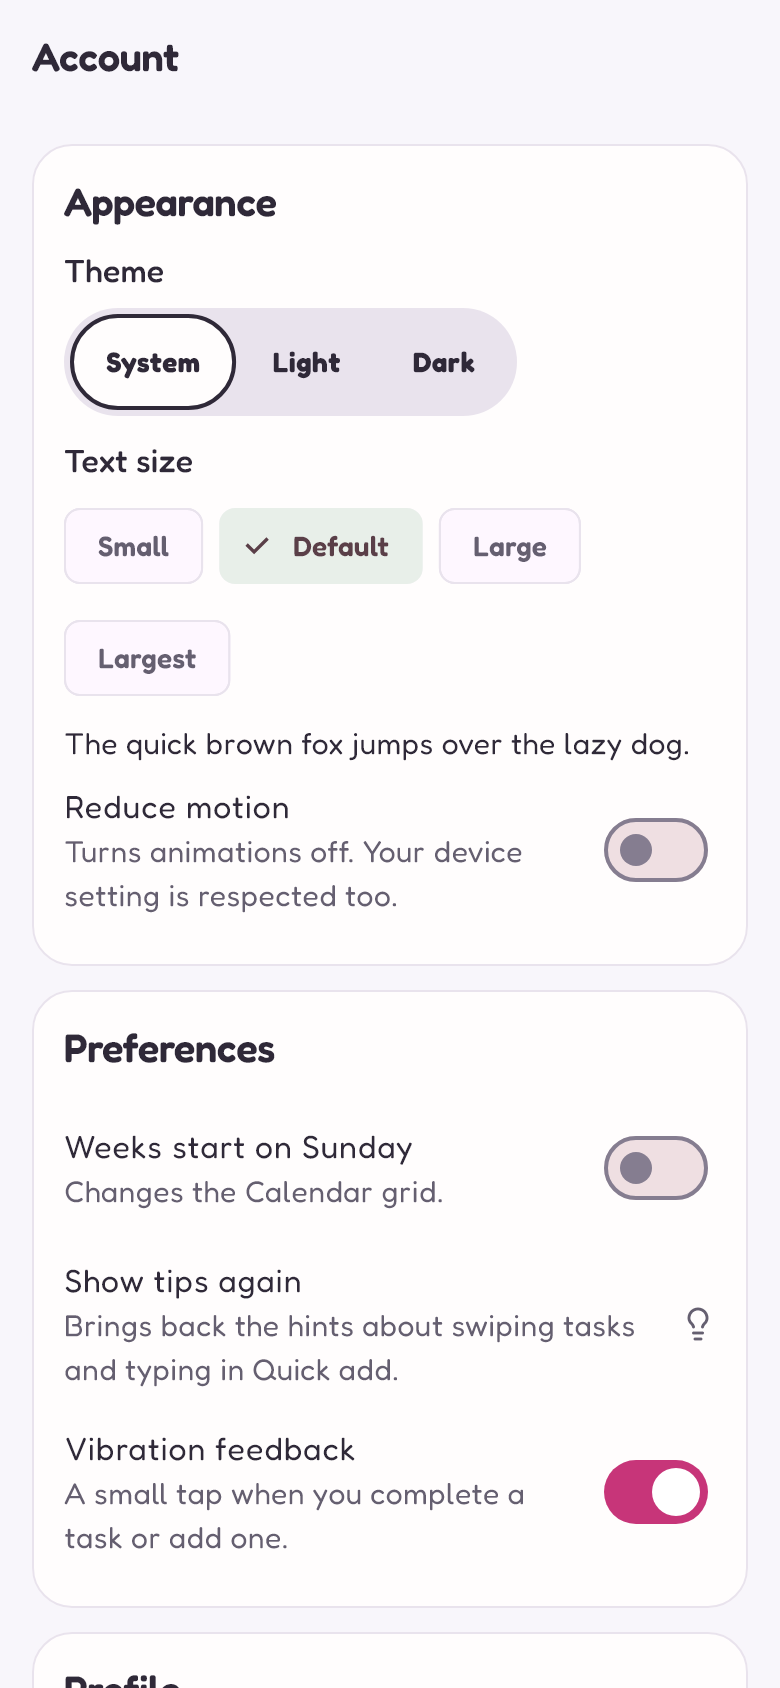 Account
Appearance
Theme
System Light Dark
Text size
Small Default Large
Largest
The quick brown fox jumps over the lazy dog.
Reduce motion
Turns animations off. Your device
setting is respected too.
Preferences
Weeks start on Sunday
Changes the Calendar grid.
Show tips again
Brings back the hints about swiping tasks
and typing in Quick add.
Vibration feedback
A small tap when you complete a
task or add one.
Profile